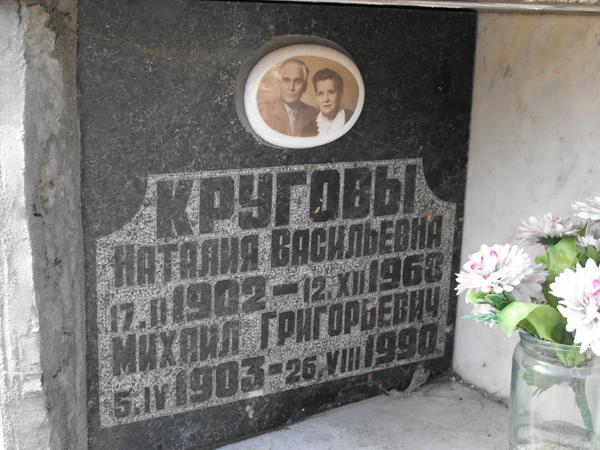 КРУГОВЫ
НАТАЛИЯ ВАСИЛЬЕВНА
17.II 1902 – 12.XII 1968
МИХАИЛ ГРИГОРЬЕВИЧ
5.IV 1903 – 26.VIII 1990